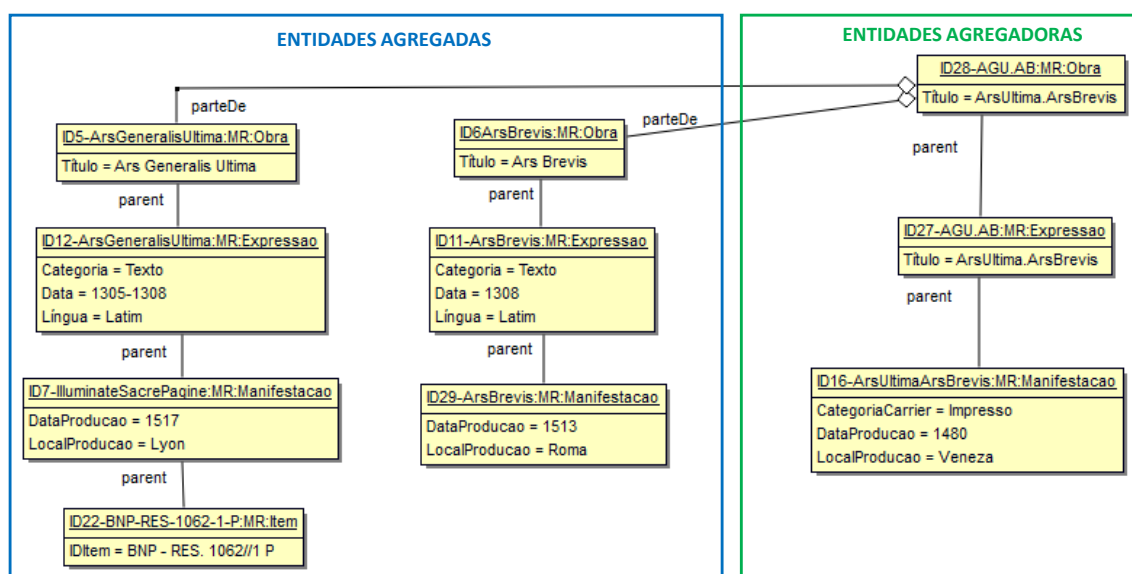 ENTIDADES AGREGADAS
ENTIDADES AGREGADORAS
ID28-AGU.AB:MR:Obra
Título = ArsUltima.ArsBrevis
parteDe
parteDe
ID5-ArsGeneralisUltima:MR:Obra
Título = Ars Generalis Ultima
ID6ArsBrevis:MR:Obra
Título = Ars Brevis
parent
parent
parent
ID12-ArsGeneralisUltima:MR:Expressao
Categoria = Texto
Data = 1305-1308
Língua = Latim
ID11-ArsBrevis:MR:Expressao
Categoria = Texto
Data = 1308
Língua = Latim
ID27-AGU.AB:MR:Expressao
Título = ArsUltima.ArsBrevis
parent
parent
parent
ID7-IlluminateSacrePagine:MR:Manifestacao
DataProducao = 1517
LocalProducao = Lyon
ID29-ArsBrevis:MR:Manifestacao
DataProducao = 1513
LocalProducao = Roma
ID16-ArsUltimaArsBrevis:MR:Manifestacao
CategoriaCarrier = Impresso
DataProducao = 1480
LocalProducao = Veneza
parent
ID22-BNP-RES-1062-1-P:MR:Item
IDItem = BNP - RES. 1062//1 P